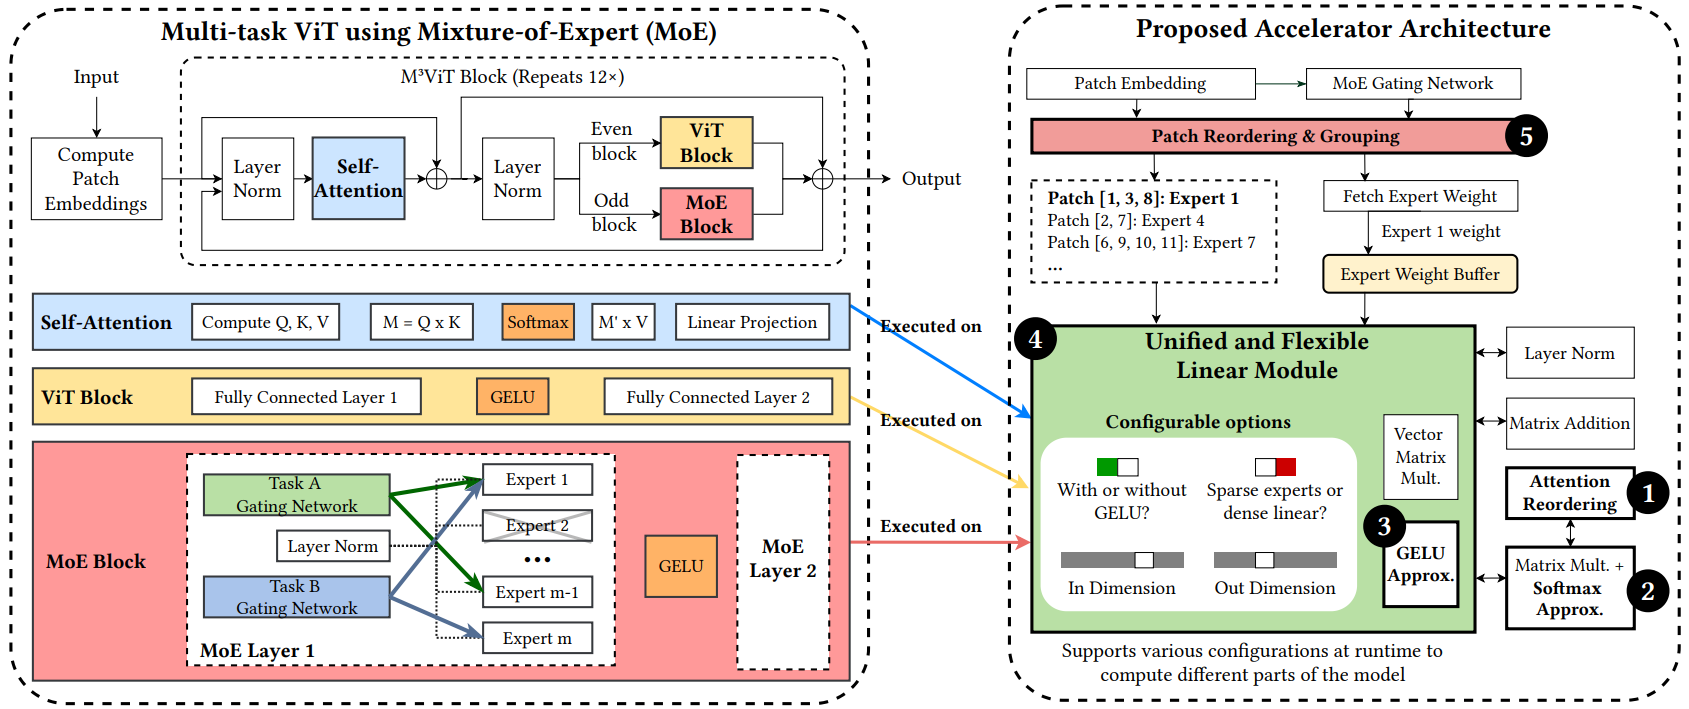 Multi-task ViT using Mixture-of-Expert (MoE)
Input
M³ViT Block (Repeats 12×)
Compute
Patch
Embeddings
Layer
Norm
Self-
Attention
Layer
Norm
Even
block
ViT
Block
Odd
block
MoE
Block
Output
Self-Attention
Compute Q, K, V
M = Q x K
Softmax
M' x V
Linear Projection
ViT Block
Fully Connected Layer 1
GELU
Fully Connected Layer 2
MoE Block
Task A
Gating Network
Layer Norm
Task B
Gating Network
Expert 1
Expert 2
...
Expert m-1
Expert m
MoE Layer 1
GELU
MoE
Layer 2
Executed on
Executed on
Executed on
Proposed Accelerator Architecture
Patch Embedding
MoE Gating Network
Patch Reordering & Grouping
5
Patch [1, 3, 8]: Expert 1
Patch [2, 7]: Expert 4
Patch [6, 9, 10, 11]: Expert 7
...
Fetch Expert Weight
Expert 1 weight
Expert Weight Buffer
4
Unified and Flexible
Linear Module
Configurable options
With or without
GELU?
Sparse experts or
dense linear?
In Dimension
Out Dimension
Vector
Matrix
Mult.
3
GELU
Approx.
Layer Norm
Matrix Addition
Attention
Reordering
1
Matrix Mult. +
Softmax
Approx.
2
Supports various configurations at runtime to
compute different parts of the model